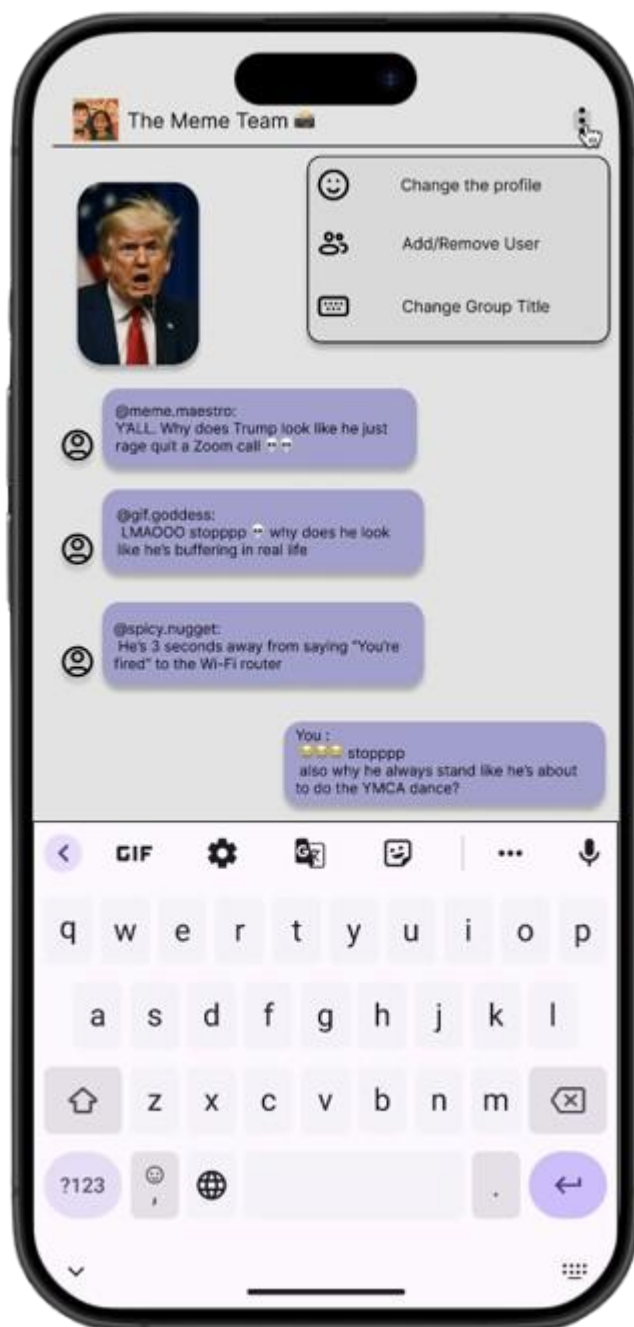 The Meme Team 📸
Change the profile
Add/Remove User
Change Group Title
@meme.maestro:
Y'ALL. Why does Trump look like he just
rage quit a Zoom call 💀💀
@gif.goddess:
LMAOOO stopppp 💀 why does he look
like he's buffering in real life
@spicy.nugget:
He's 3 seconds away from saying "You're
fired" to the Wi-Fi router
You :
😂😂😂 stopppp
also why he always stand like he's about
to do the YMCA dance?
GIF
q w e r t y u i o p
a s d f g h j k l
z x c v b n m
?123 , .